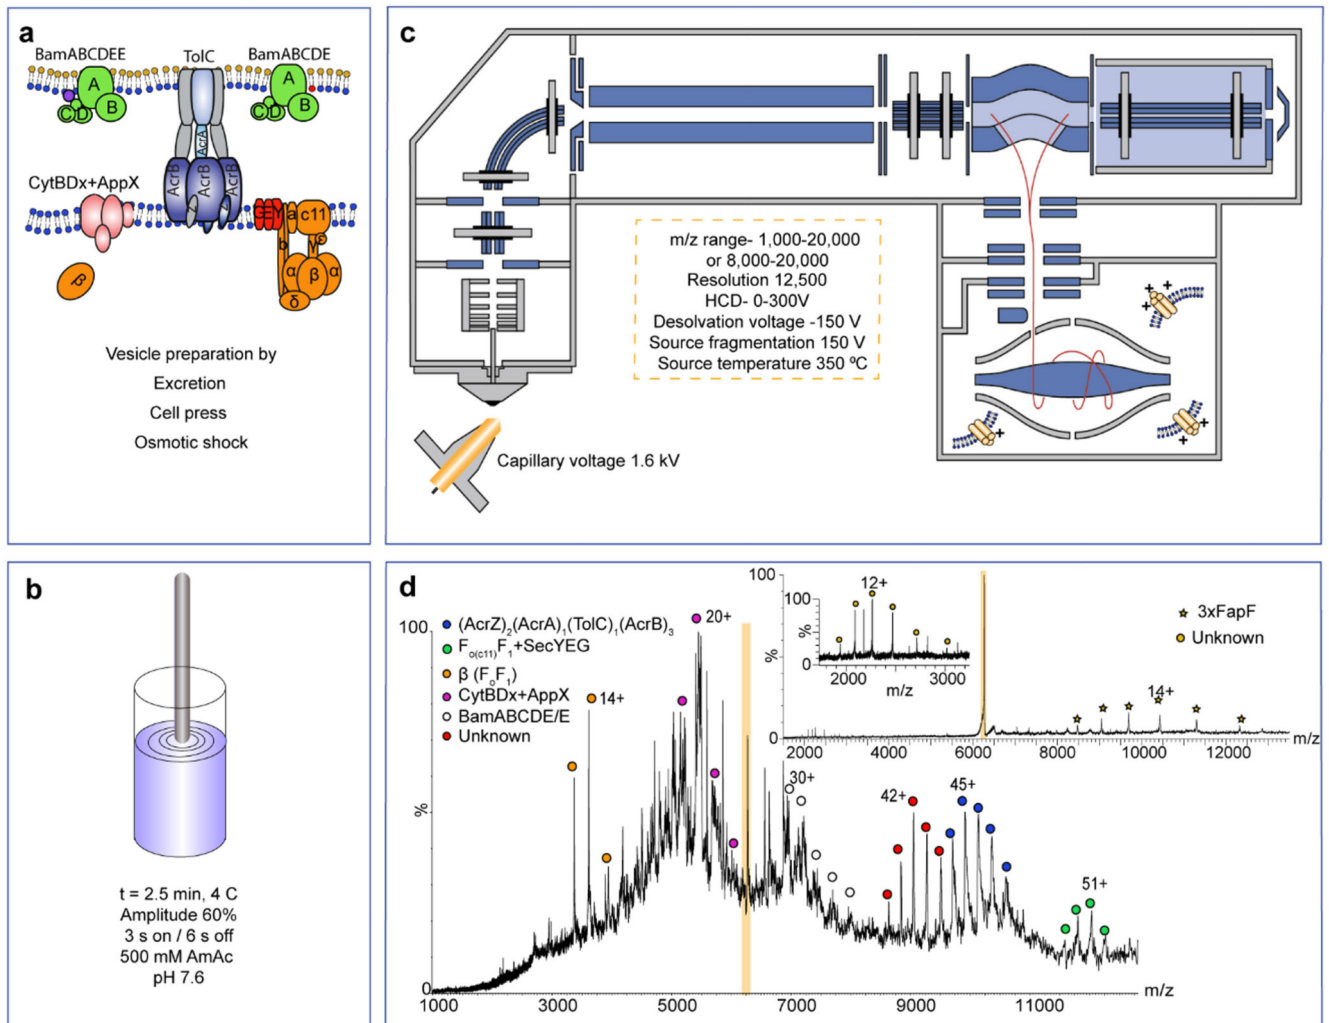 a
BamABCDEE
TolC
BamABCDE
A
B
C
D
A
B
C
D
AcrA
AcrB
AcrB
AcrB
Z
Z
CytBDx+AppX
G
E
Y
a
c11
b
γ
β
α
β
α
δ
Vesicle preparation by
Excretion
Cell press
Osmotic shock
b
t = 2.5 min, 4 C
Amplitude 60%
3 s on / 6 s off
500 mM AmAc
pH 7.6
c
m/z range- 1,000-20,000
or 8,000-20,000
Resolution 12,500
HCD- 0-300V
Desolvation voltage -150 V
Source fragmentation 150 V
Source temperature 350 ºC
Capillary voltage 1.6 kV
+ +
+
+
+
+
+
+
d
(AcrZ)₂(AcrA)₁(TolC)₁(AcrB)₃
Fₒ(c11)F₁+SecYEG
β (FₒF₁)
CytBDx+AppX
BamABCDE/E
Unknown
100
%
0
14+
20+
30+
42+
45+
51+
1000 3000 5000 7000 9000 11000 m/z
100
%
0
3xFapF
Unknown
14+
2000 4000 6000 8000 10000 12000 m/z
100
%
0
12+
2000 3000
m/z